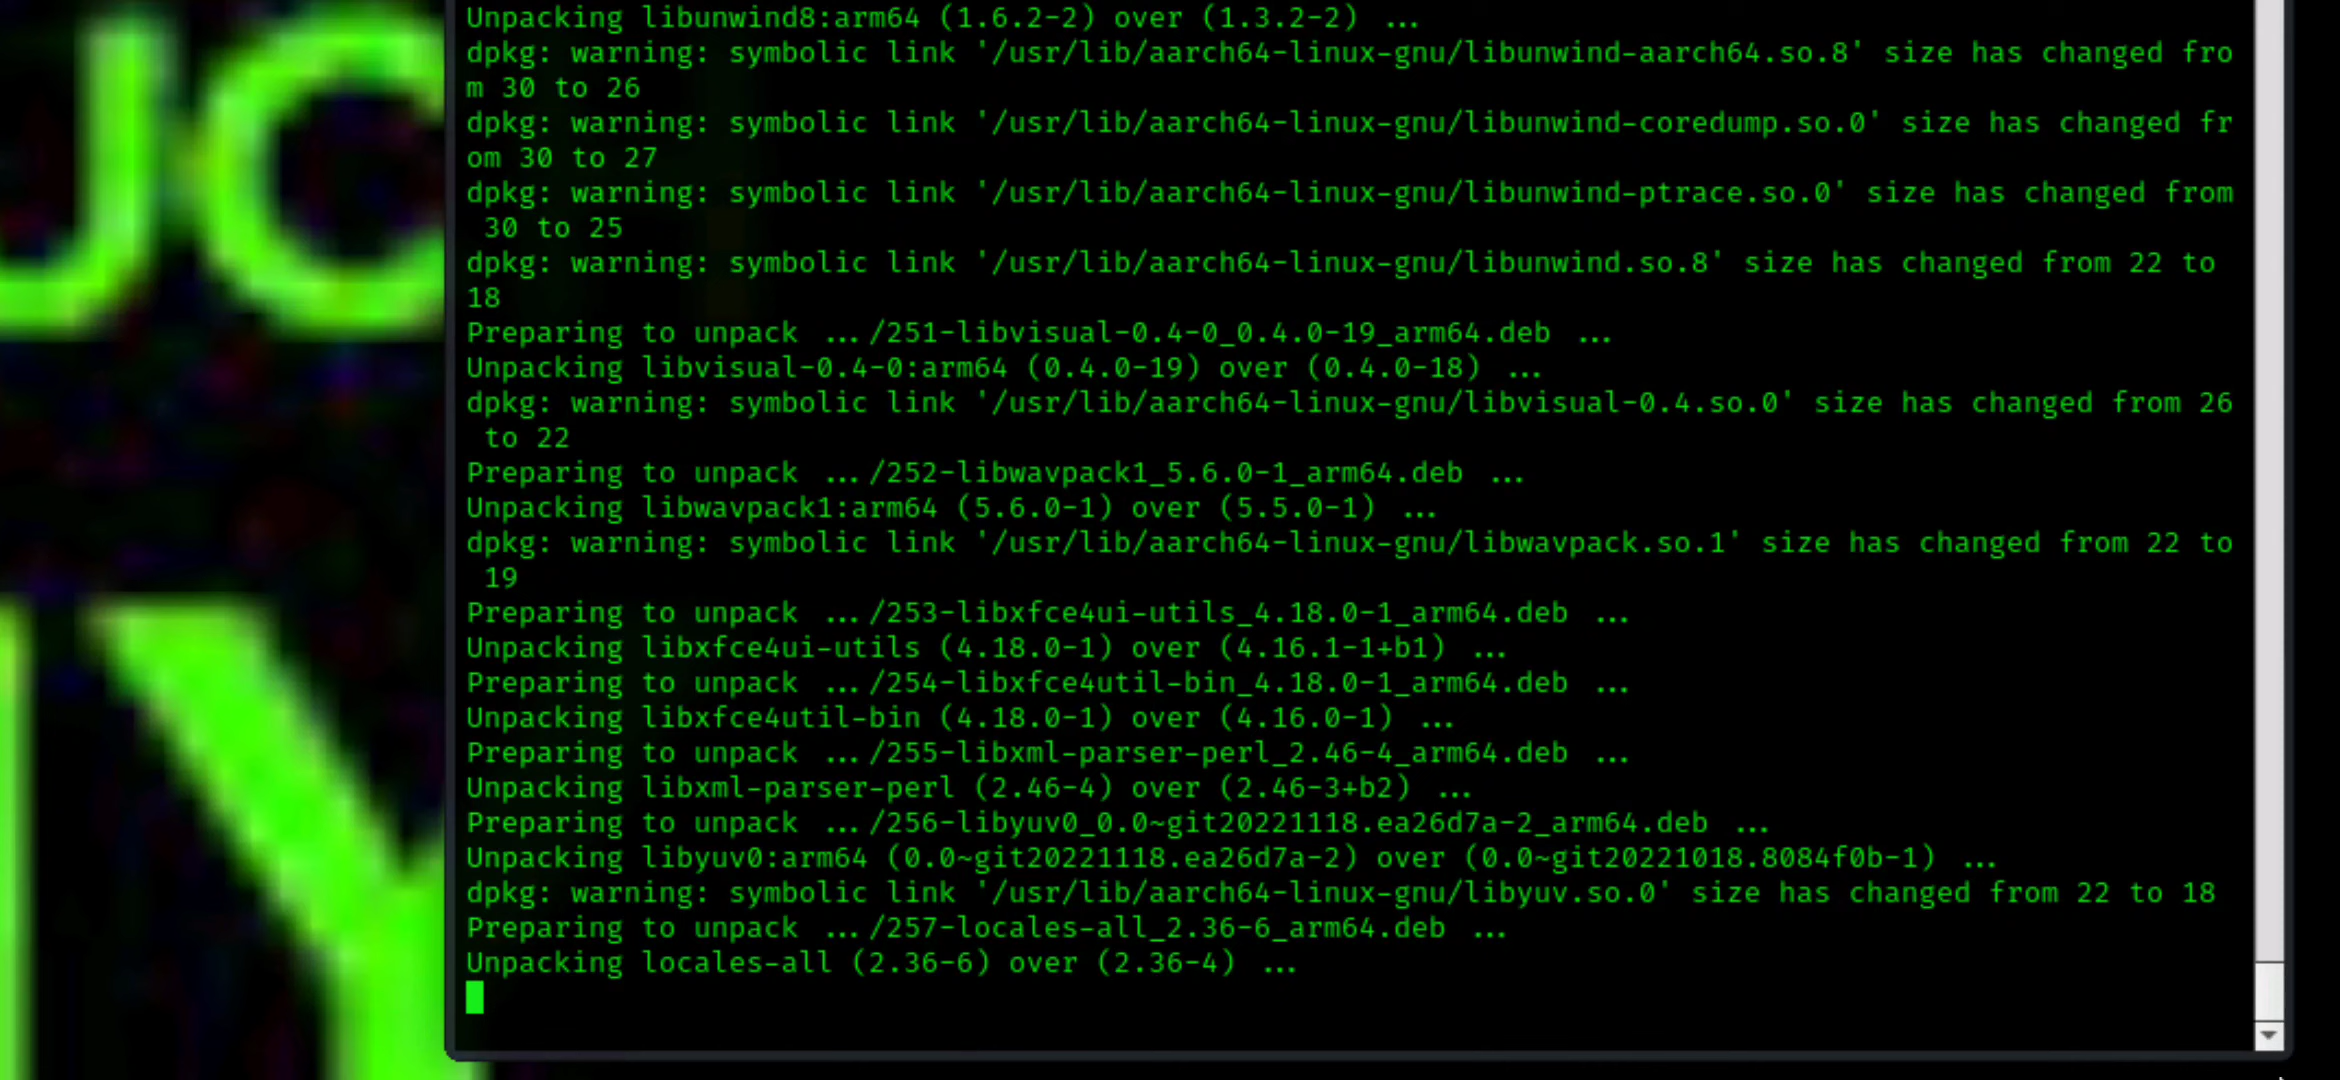 Unpacking libunwind8:arm64 (1.6.2-2) over (1.3.2-2) ...
dpkg: warning: symbolic link '/usr/lib/aarch64-linux-gnu/libunwind-aarch64.so.8' size has changed fro
m 30 to 26
dpkg: warning: symbolic link '/usr/lib/aarch64-linux-gnu/libunwind-coredump.so.0' size has changed fr
om 30 to 27
dpkg: warning: symbolic link '/usr/lib/aarch64-linux-gnu/libunwind-ptrace.so.0' size has changed from
30 to 25
dpkg: warning: symbolic link '/usr/lib/aarch64-linux-gnu/libunwind.so.8' size has changed from 22 to
18
Preparing to unpack .../251-libvisual-0.4-0_0.4.0-19_arm64.deb ...
Unpacking libvisual-0.4-0:arm64 (0.4.0-19) over (0.4.0-18) ...
dpkg: warning: symbolic link '/usr/lib/aarch64-linux-gnu/libvisual-0.4.so.0' size has changed from 26
to 22
Preparing to unpack .../252-libwavpack1_5.6.0-1_arm64.deb ...
Unpacking libwavpack1:arm64 (5.6.0-1) over (5.5.0-1) ...
dpkg: warning: symbolic link '/usr/lib/aarch64-linux-gnu/libwavpack.so.1' size has changed from 22 to
19
Preparing to unpack .../253-libxfce4ui-utils_4.18.0-1_arm64.deb ...
Unpacking libxfce4ui-utils (4.18.0-1) over (4.16.1-1+b1) ...
Preparing to unpack .../254-libxfce4util-bin_4.18.0-1_arm64.deb ...
Unpacking libxfce4util-bin (4.18.0-1) over (4.16.0-1) ...
Preparing to unpack .../255-libxml-parser-perl_2.46-4_arm64.deb ...
Unpacking libxml-parser-perl (2.46-4) over (2.46-3+b2) ...
Preparing to unpack .../256-libyuv0_0.0~git20221118.ea26d7a-2_arm64.deb ...
Unpacking libyuv0:arm64 (0.0~git20221118.ea26d7a-2) over (0.0~git20221018.8084f0b-1) ...
dpkg: warning: symbolic link '/usr/lib/aarch64-linux-gnu/libyuv.so.0' size has changed from 22 to 18
Preparing to unpack .../257-locales-all_2.36-6_arm64.deb ...
Unpacking locales-all (2.36-6) over (2.36-4) ...